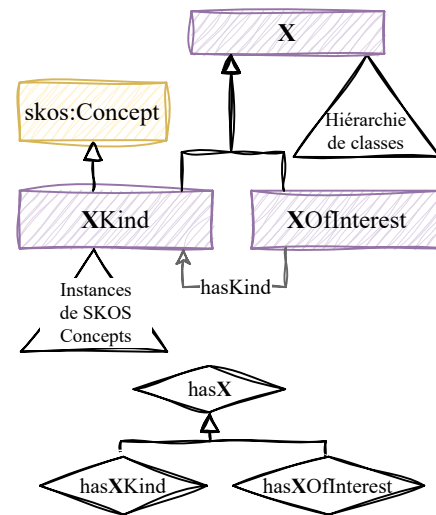 X
skos:Concept
Hiérarchie
de classes
XKind
XOfInterest
hasKind
Instances
de SKOS
Concepts
hasX
hasXKind
hasXOfInterest